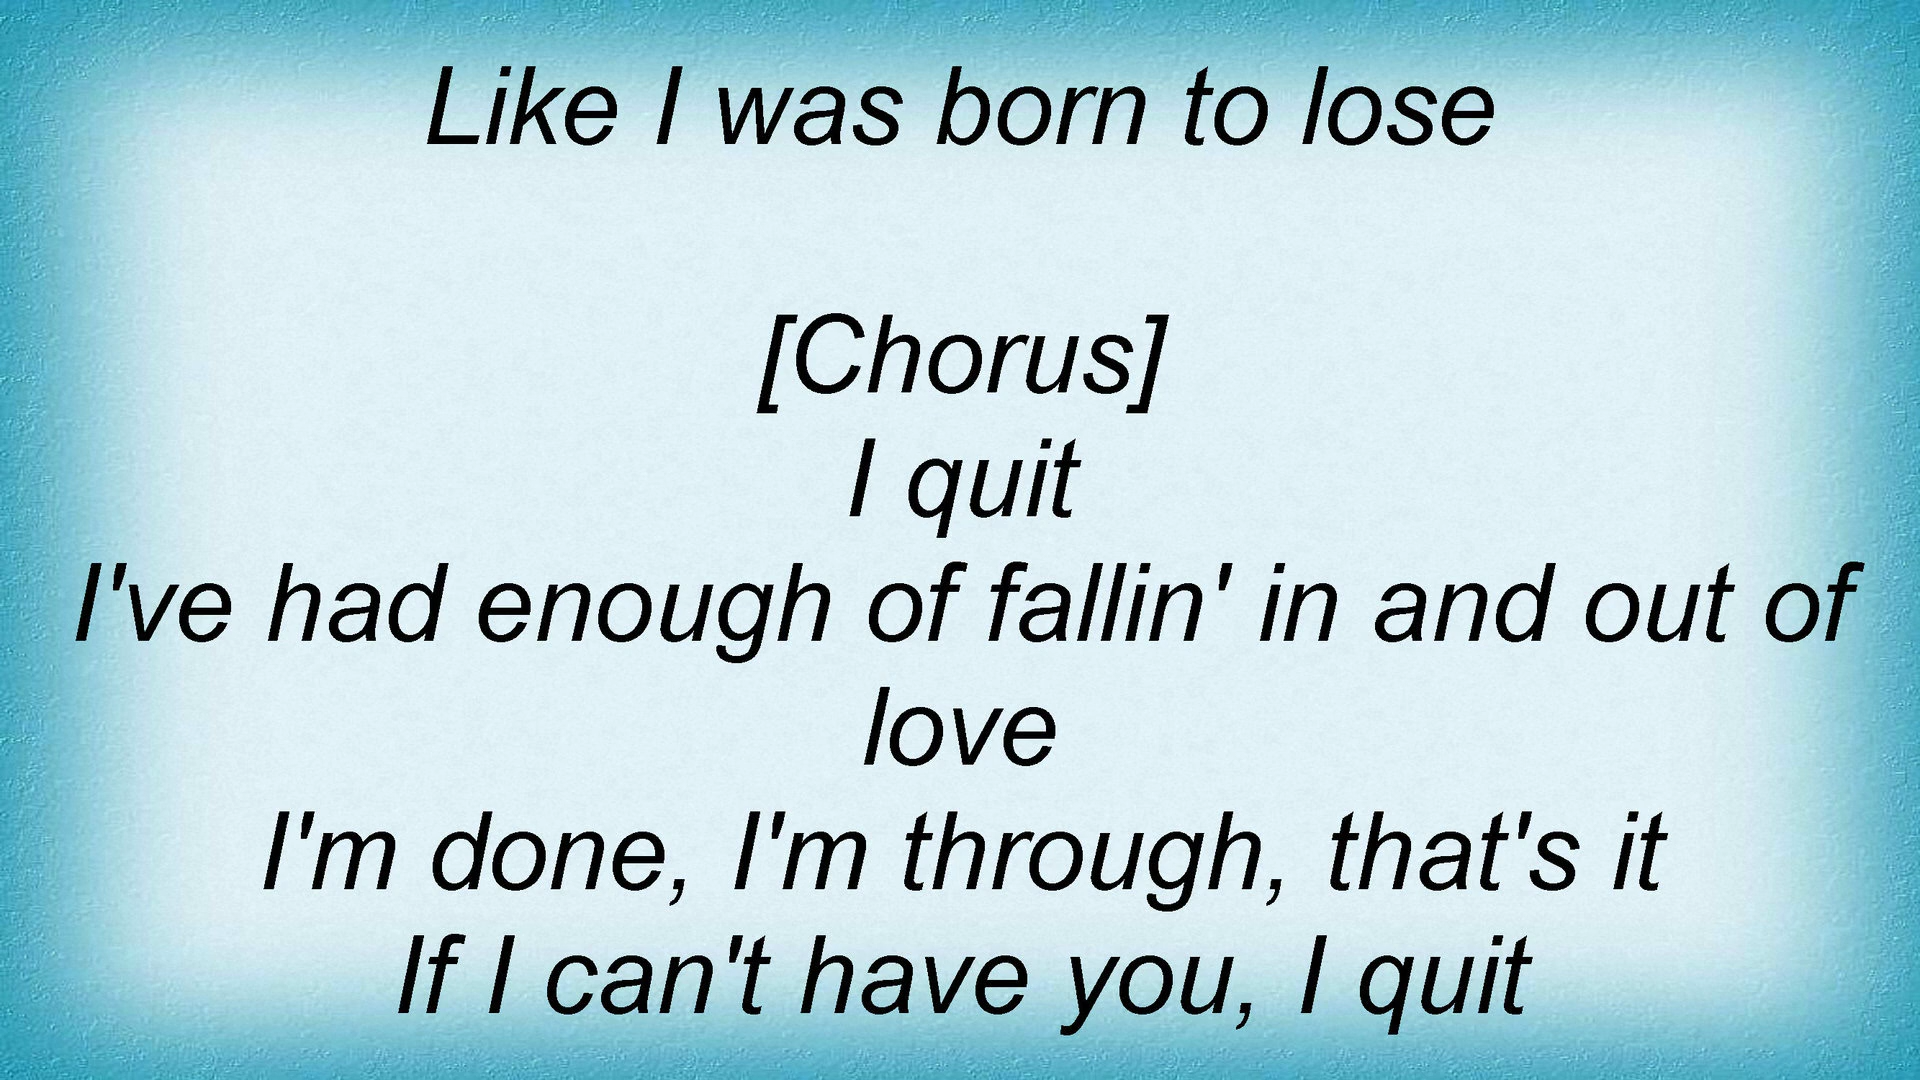 Like I was born to lose
[Chorus]
I quit
I've had enough of fallin' in and out of
love
I'm done, I'm through, that's it
If I can't have you, I quit